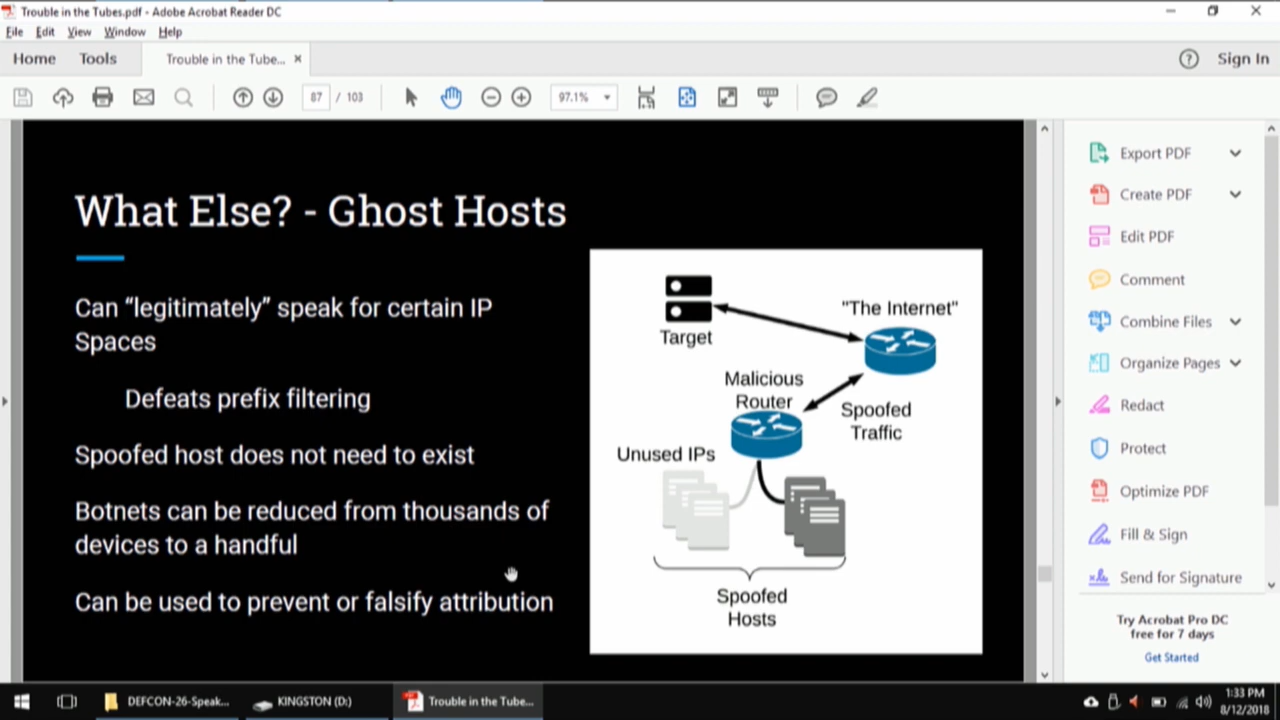 Trouble in the Tubes.pdf - Adobe Acrobat Reader DC
File Edit View Window Help
Home Tools Trouble in the Tube... × Sign In
87 / 103 97.1%
What Else? - Ghost Hosts
Can “legitimately” speak for certain IP
Spaces
Defeats prefix filtering
Spoofed host does not need to exist
Botnets can be reduced from thousands of
devices to a handful
Can be used to prevent or falsify attribution
"The Internet"
Target
Malicious
Router
Spoofed
Traffic
Unused IPs
Spoofed
Hosts
Export PDF
Create PDF
Edit PDF
Comment
Combine Files
Organize Pages
Redact
Protect
Optimize PDF
Fill & Sign
Send for Signature
Try Acrobat Pro DC
free for 7 days
Get Started
DEFCON-26-Speak... KINGSTON (D:) Trouble in the Tube...
1:33 PM
8/12/2018